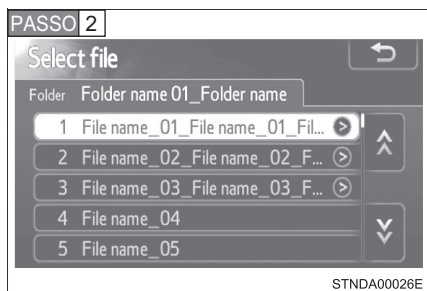 PASSO 2
Select file
Folder Folder name 01_Folder name
1 File name_01_File name_01_Fil...
2 File name_02_File name_02_F...
3 File name_03_File name_03_F...
4 File name_04
5 File name_05
STNDA00026E